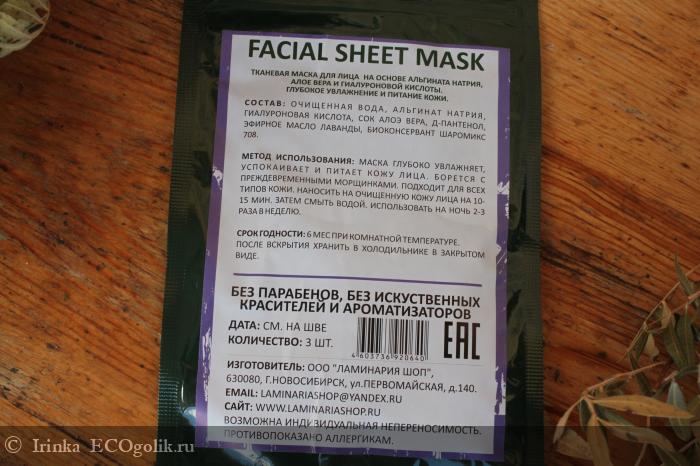 FACIAL SHEET MASK
ТКАНЕВАЯ МАСКА ДЛЯ ЛИЦА НА ОСНОВЕ АЛЬГИНАТА НАТРИЯ,
АЛОЕ ВЕРА И ГИАЛУРОНОВОЙ КИСЛОТЫ.
ГЛУБОКОЕ УВЛАЖНЕНИЕ И ПИТАНИЕ КОЖИ.
СОСТАВ: ОЧИЩЕННАЯ ВОДА, АЛЬГИНАТ НАТРИЯ,
ГИАЛУРОНОВАЯ КИСЛОТА, СОК АЛОЭ ВЕРА, Д-ПАНТЕНОЛ,
ЭФИРНОЕ МАСЛО ЛАВАНДЫ, БИОКОНСЕРВАНТ ШАРОМИКС
708.
МЕТОД ИСПОЛЬЗОВАНИЯ: МАСКА ГЛУБОКО УВЛАЖНЯЕТ,
УСПОКАИВАЕТ И ПИТАЕТ КОЖУ ЛИЦА. БОРЕТСЯ С
ПРЕЖДЕВРЕМЕННЫМИ МОРЩИНКАМИ. ПОДХОДИТ ДЛЯ ВСЕХ
ТИПОВ КОЖИ. НАНОСИТЬ НА ОЧИЩЕННУЮ КОЖУ ЛИЦА НА 10-
15 МИН. ЗАТЕМ СМЫТЬ ВОДОЙ. ИСПОЛЬЗОВАТЬ НА НОЧЬ 2-3
РАЗА В НЕДЕЛЮ.
СРОК ГОДНОСТИ: 6 МЕС ПРИ КОМНАТНОЙ ТЕМПЕРАТУРЕ.
ПОСЛЕ ВСКРЫТИЯ ХРАНИТЬ В ХОЛОДИЛЬНИКЕ В ЗАКРЫТОМ
ВИДЕ.
БЕЗ ПАРАБЕНОВ, БЕЗ ИСКУСТВЕННЫХ
КРАСИТЕЛЕЙ И АРОМАТИЗАТОРОВ
ДАТА: СМ. НА ШВЕ
КОЛИЧЕСТВО: 3 ШТ.
4603736920640
EAC
ИЗГОТОВИТЕЛЬ: ООО "ЛАМИНАРИЯ ШОП",
630080, Г.НОВОСИБИРСК, ул.ПЕРВОМАЙСКАЯ, д.140.
EMAIL: LAMINARIASHOP@YANDEX.RU
САЙТ: WWW.LAMINARIASHOP.RU
ВОЗМОЖНА ИНДИВИДУАЛЬНАЯ НЕПЕРЕНОСИМОСТЬ.
ПРОТИВОПОКАЗАНО АЛЛЕРГИКАМ.
Irinka ECOgolik.ru